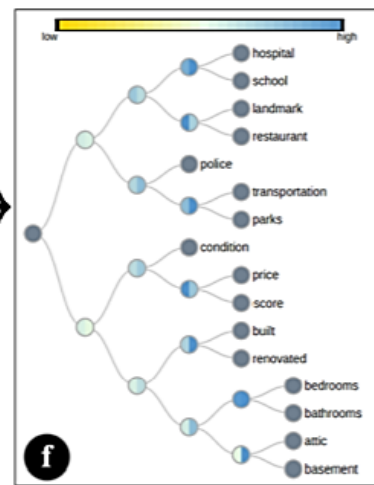 low high
hospital
school
landmark
restaurant
police
transportation
parks
condition
price
score
built
renovated
bedrooms
bathrooms
attic
basement
f